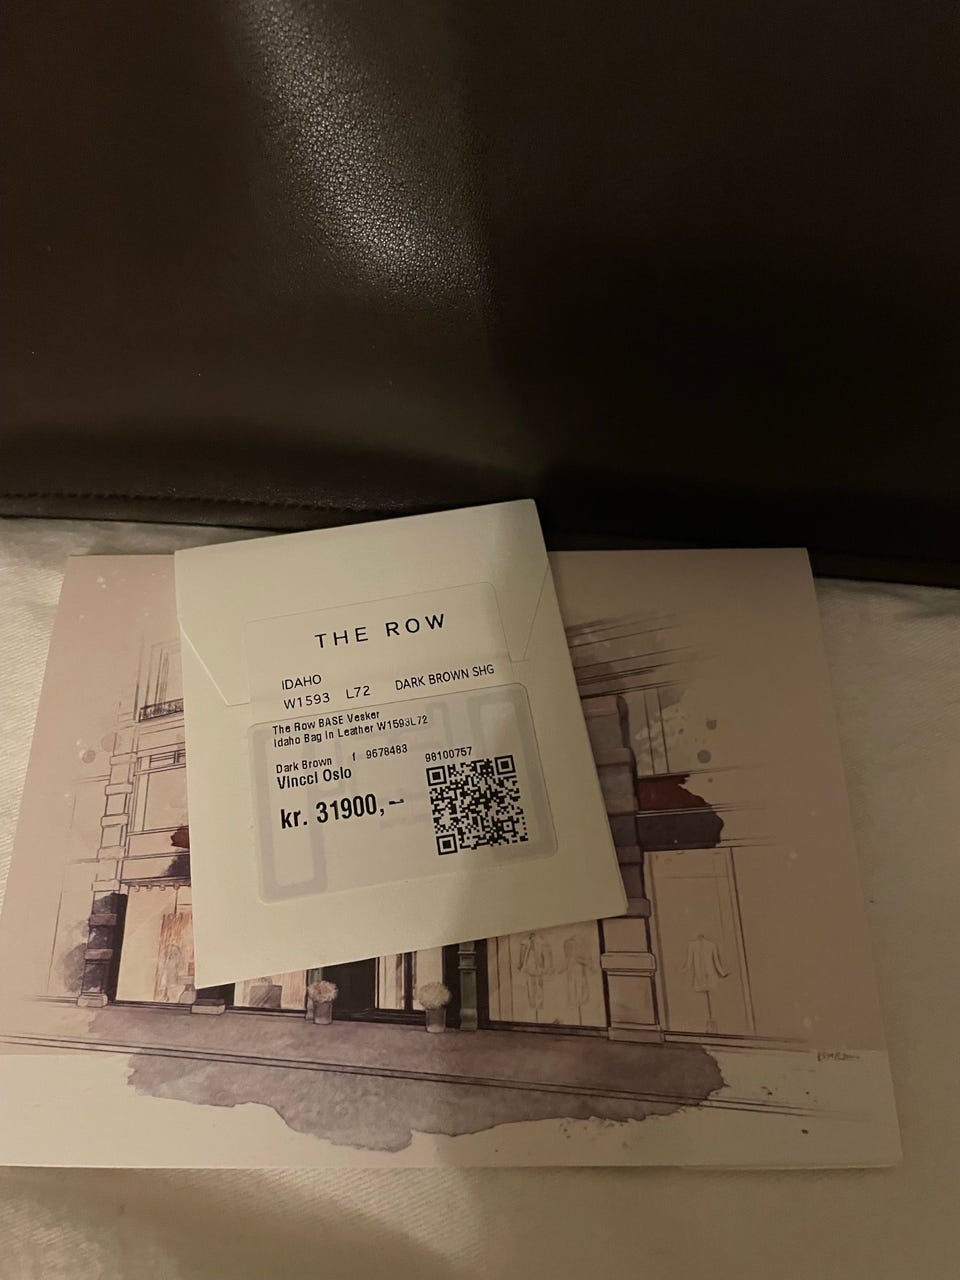 THE ROW
IDAHO
W1593 L72 DARK BROWN SHG
The Row BASE Vesker
Idaho Bag In Leather W1593L72
Dark Brown 1 9678483 98100757
Vincci Oslo
kr. 31900,-